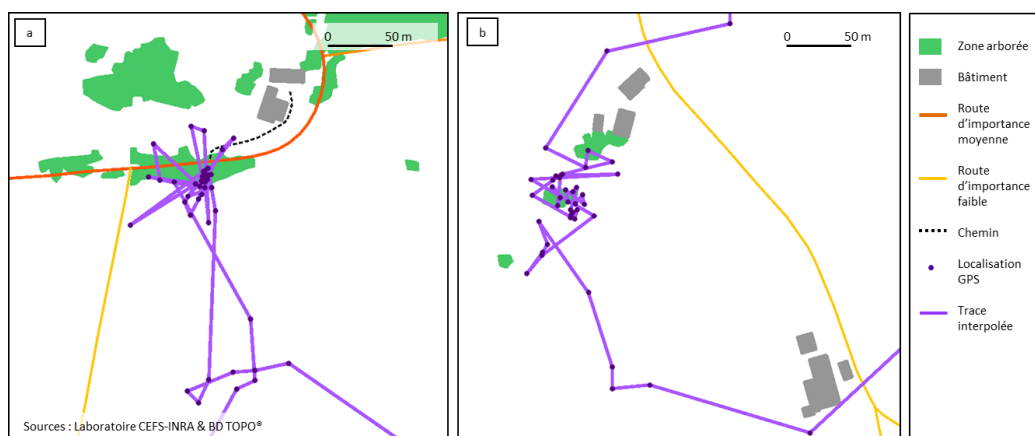 a
0 50 m
Sources : Laboratoire CEFS-INRA & BD TOPO®
b
0 50 m
Zone arborée
Bâtiment
Route
d'importance
moyenne
Route
d'importance
faible
Chemin
Localisation
GPS
Trace
interpolée